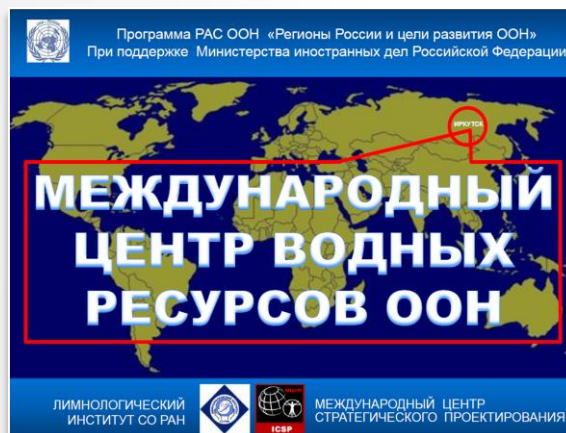 Программа РАС ООН «Регионы России и цели развития ООН»
При поддержке Министерства иностранных дел Российской Федерации
ИРКУТСК
МЕЖДУНАРОДНЫЙ
ЦЕНТР ВОДНЫХ
РЕСУРСОВ ООН
ЛИМНОЛОГИЧЕСКИЙ
ИНСТИТУТ СО РАН
ICSP
МЕЖДУНАРОДНЫЙ ЦЕНТР
СТРАТЕГИЧЕСКОГО ПРОЕКТИРОВАНИЯ